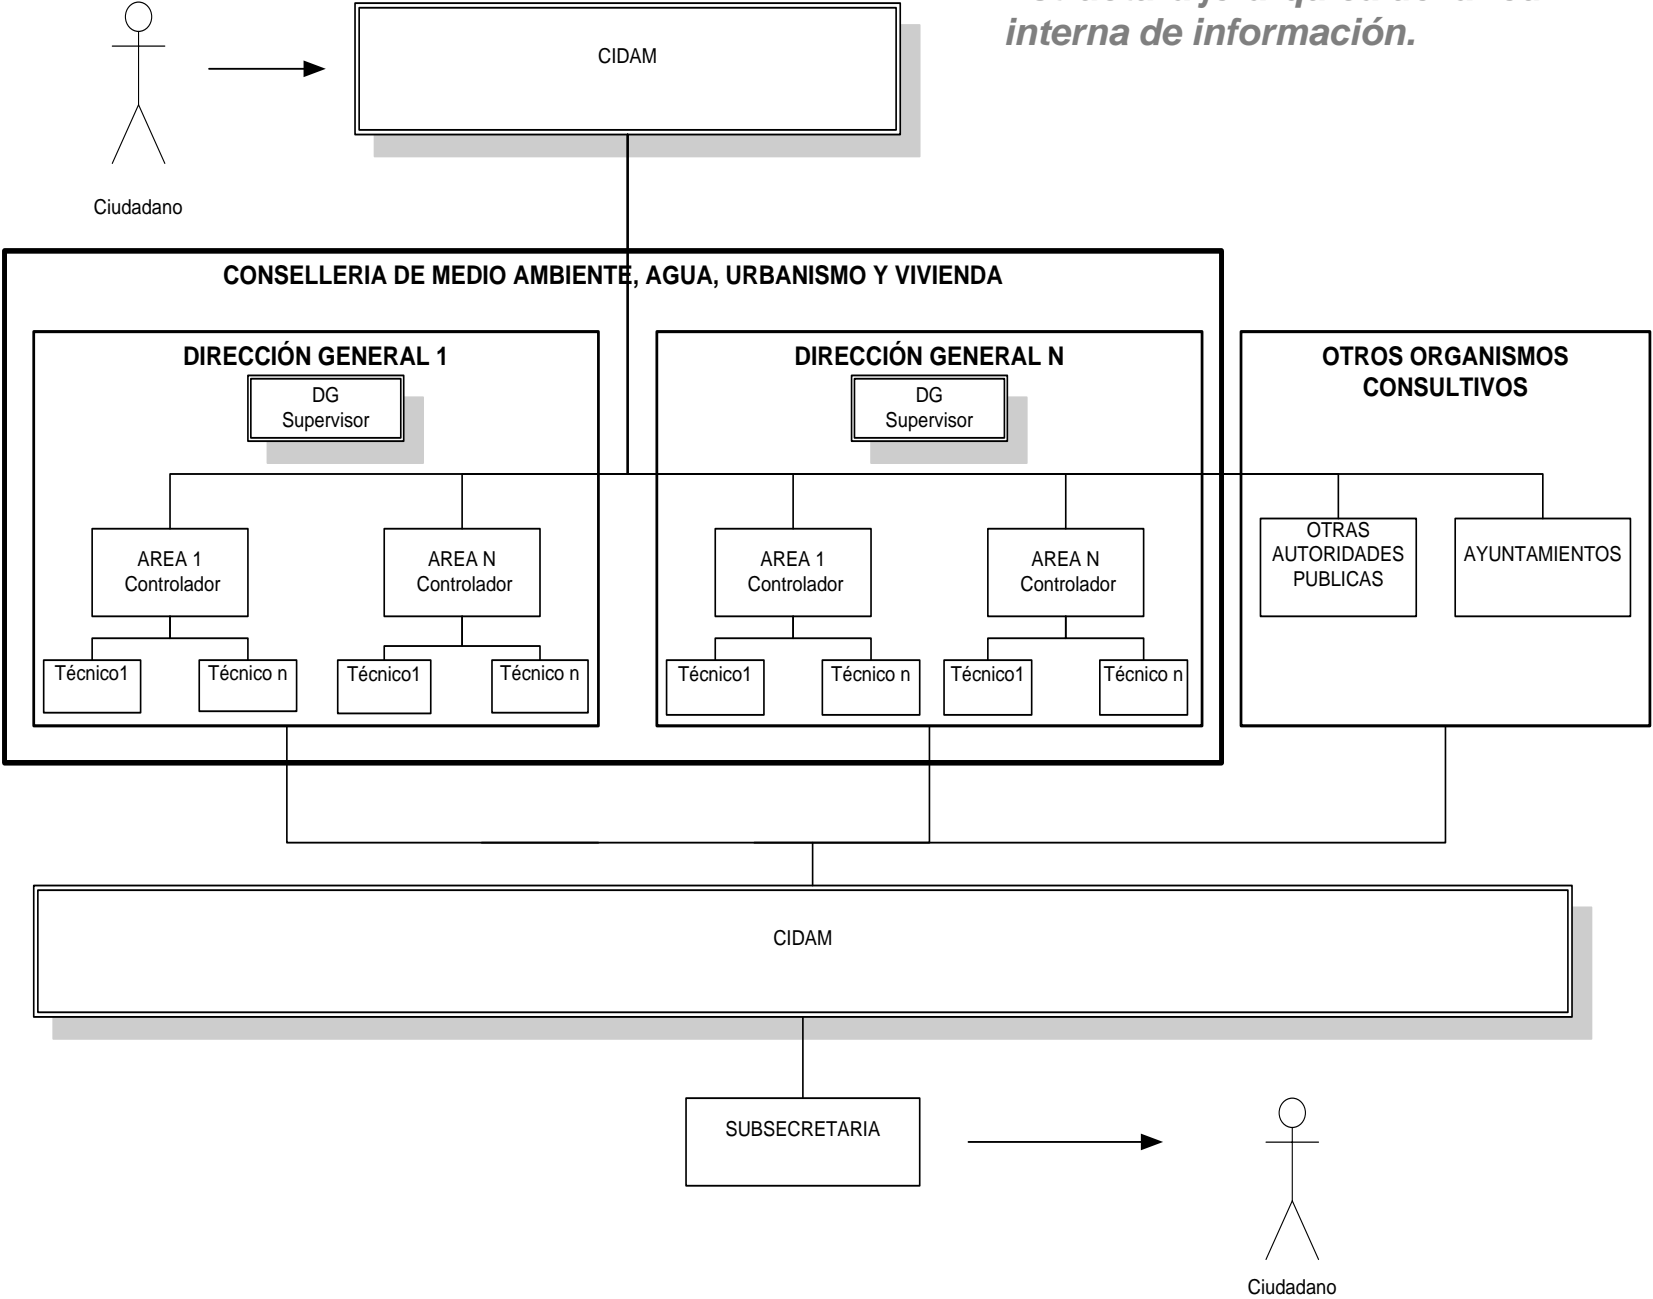 interna de información.
CIDAM
Ciudadano
CONSELLERIA DE MEDIO AMBIENTE, AGUA, URBANISMO Y VIVIENDA
DIRECCIÓN GENERAL 1
DG
Supervisor
AREA 1
Controlador
AREA N
Controlador
Técnico1
Técnico n
Técnico1
Técnico n
DIRECCIÓN GENERAL N
DG
Supervisor
AREA 1
Controlador
AREA N
Controlador
Técnico1
Técnico n
Técnico1
Técnico n
OTROS ORGANISMOS
CONSULTIVOS
OTRAS
AUTORIDADES
PUBLICAS
AYUNTAMIENTOS
CIDAM
SUBSECRETARIA
Ciudadano